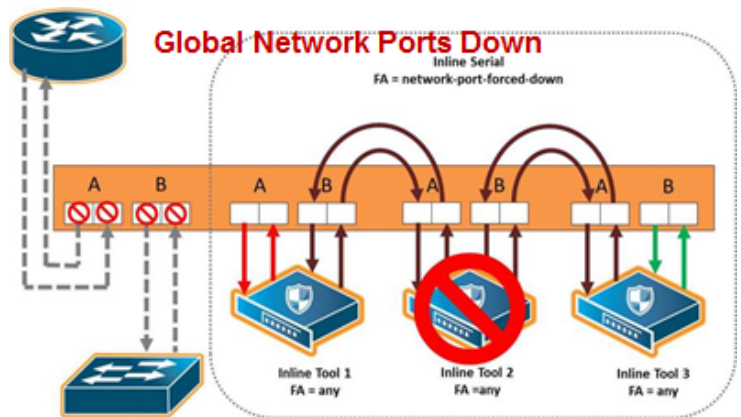 Global Network Ports Down
Inline Serial
FA = network-port-forced-down
A B A B A B A B
Inline Tool 1
FA = any
Inline Tool 2
FA =any
Inline Tool 3
FA = any